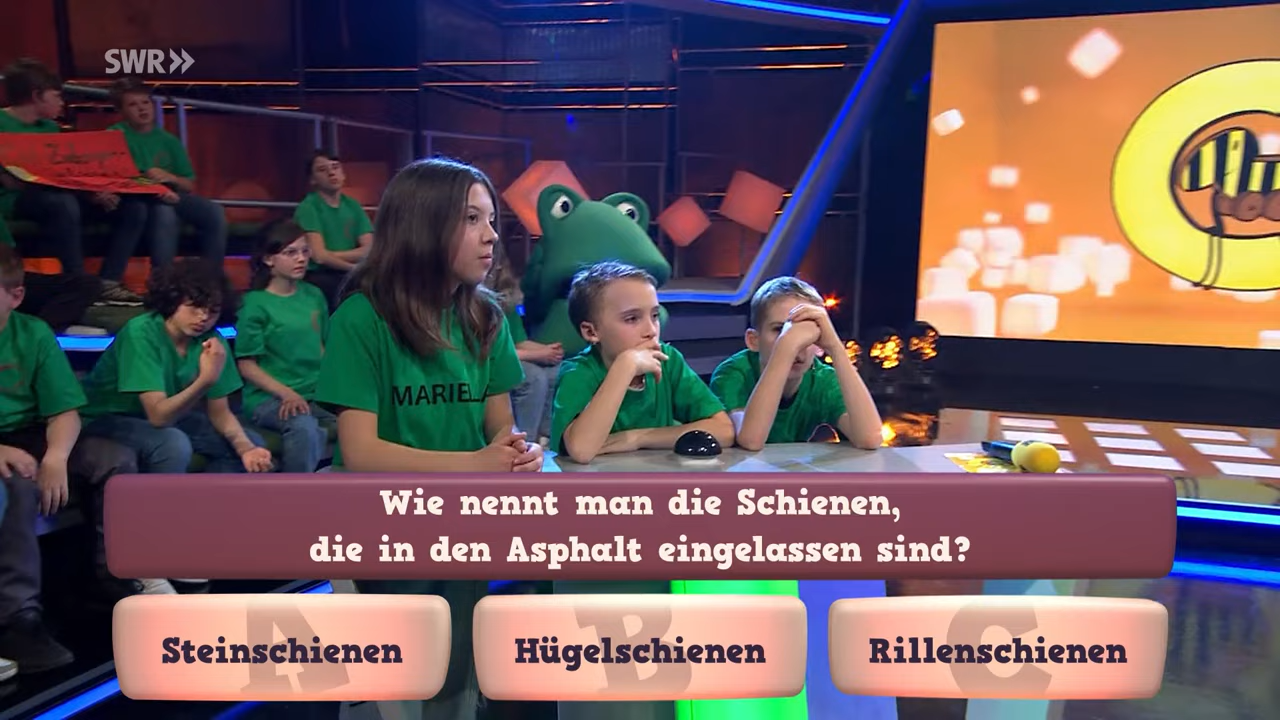 SWR
MARIELLA
Wie nennt man die Schienen,
die in den Asphalt eingelassen sind?
A
B
C
Steinschienen
Hügelschienen
Rillenschienen